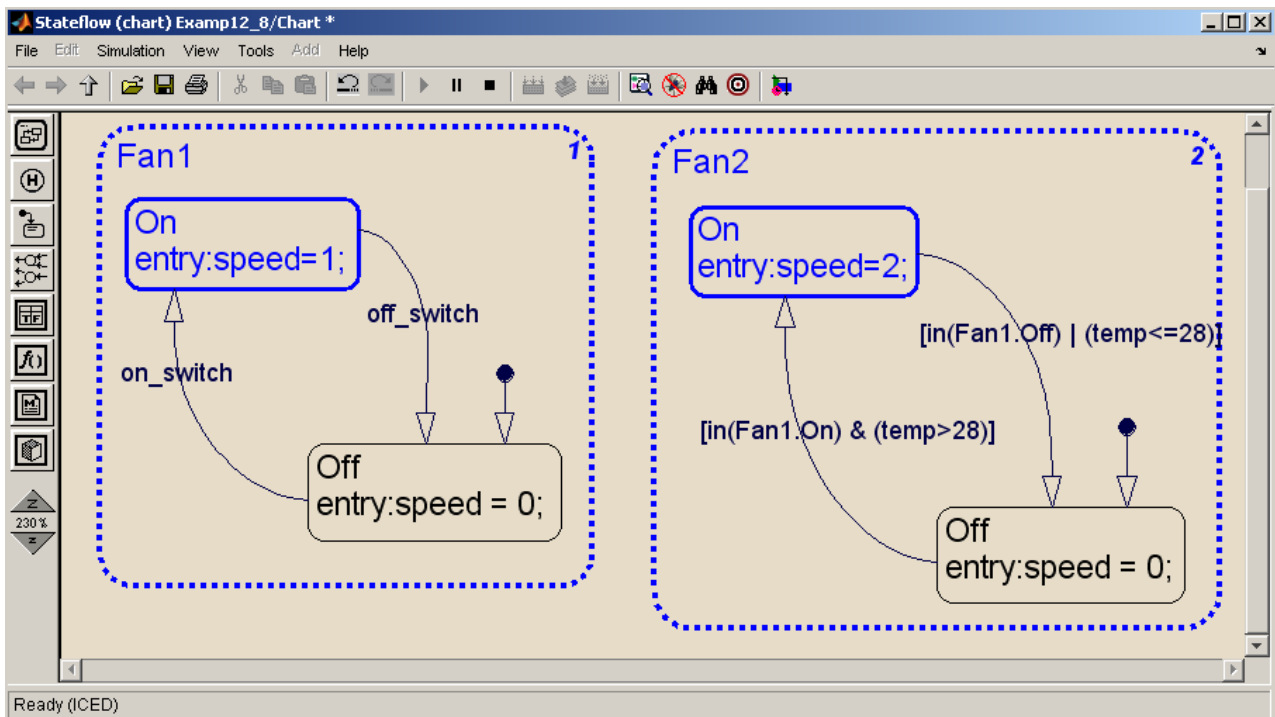 Stateflow (chart) Examp12_8/Chart *
File Edit Simulation View Tools Add Help
Fan1
1
On
entry:speed=1;
off_switch
on_switch
Off
entry:speed = 0;
Fan2
2
On
entry:speed=2;
[in(Fan1.Off) | (temp<=28)]
[in(Fan1.On) & (temp>28)]
Off
entry:speed = 0;
H
TF
f()
M
Z
230%
z
Ready (ICED)